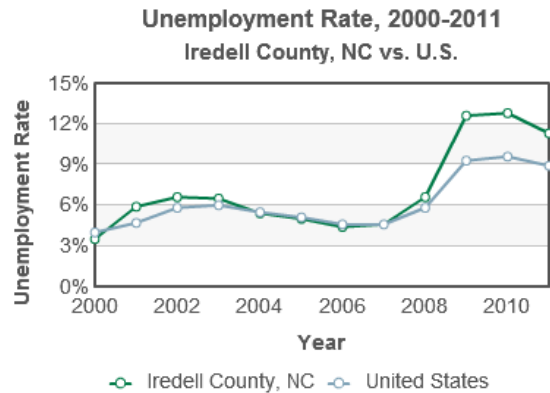 Unemployment Rate, 2000-2011
Iredell County, NC vs. U.S.
Unemployment Rate
15%
12%
9%
6%
3%
0%
2000 2002 2004 2006 2008 2010
Year
Iredell County, NC United States